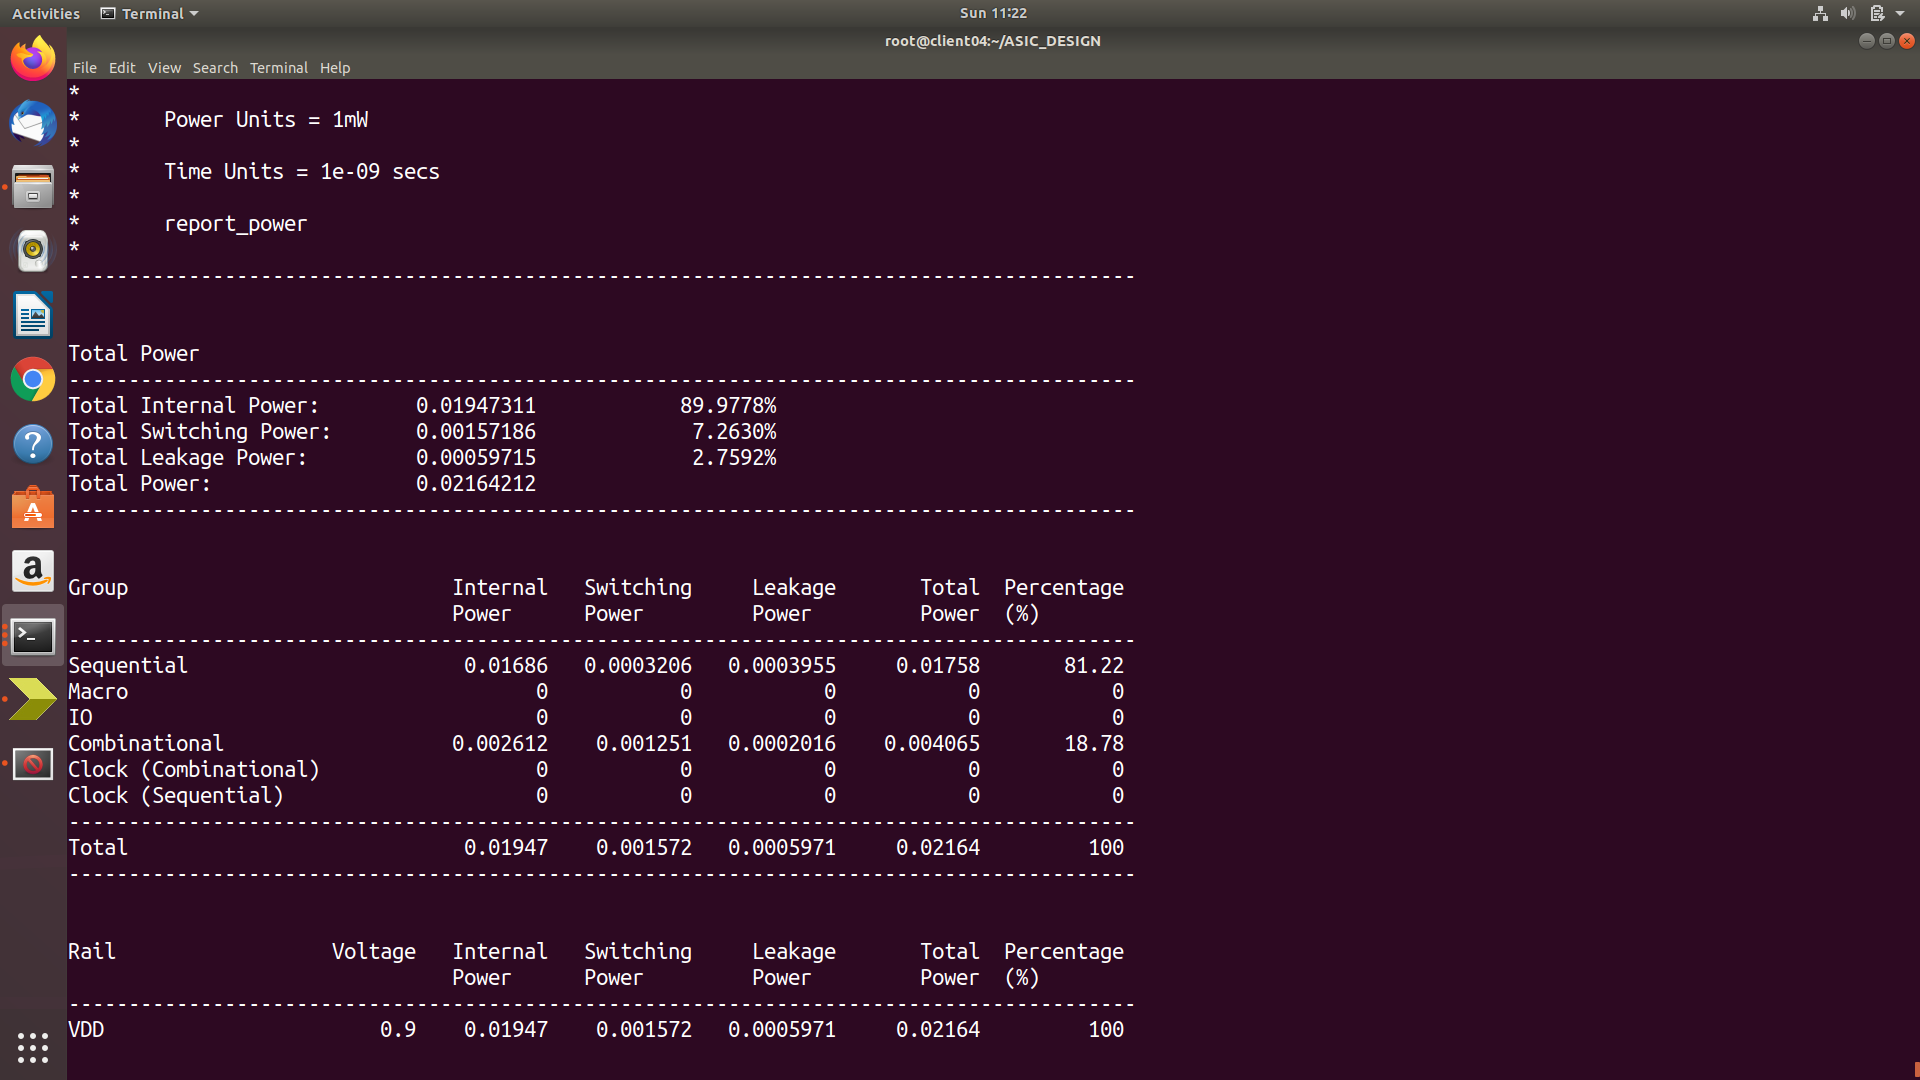 Activities Terminal Sun 11:22
root@client04:~/ASIC_DESIGN
File Edit View Search Terminal Help
*
* Power Units = 1mW
*
* Time Units = 1e-09 secs
*
* report_power
*
-----------------------------------------------------------------------------------------
Total Power
-----------------------------------------------------------------------------------------
Total Internal Power: 0.01947311 89.9778%
Total Switching Power: 0.00157186 7.2630%
Total Leakage Power: 0.00059715 2.7592%
Total Power: 0.02164212
-----------------------------------------------------------------------------------------
Group Internal Switching Leakage Total Percentage
Power Power Power Power (%)
-----------------------------------------------------------------------------------------
Sequential 0.01686 0.0003206 0.0003955 0.01758 81.22
Macro 0 0 0 0 0
IO 0 0 0 0 0
Combinational 0.002612 0.001251 0.0002016 0.004065 18.78
Clock (Combinational) 0 0 0 0 0
Clock (Sequential) 0 0 0 0 0
-----------------------------------------------------------------------------------------
Total 0.01947 0.001572 0.0005971 0.02164 100
-----------------------------------------------------------------------------------------
Rail Voltage Internal Switching Leakage Total Percentage
Power Power Power Power (%)
-----------------------------------------------------------------------------------------
VDD 0.9 0.01947 0.001572 0.0005971 0.02164 100